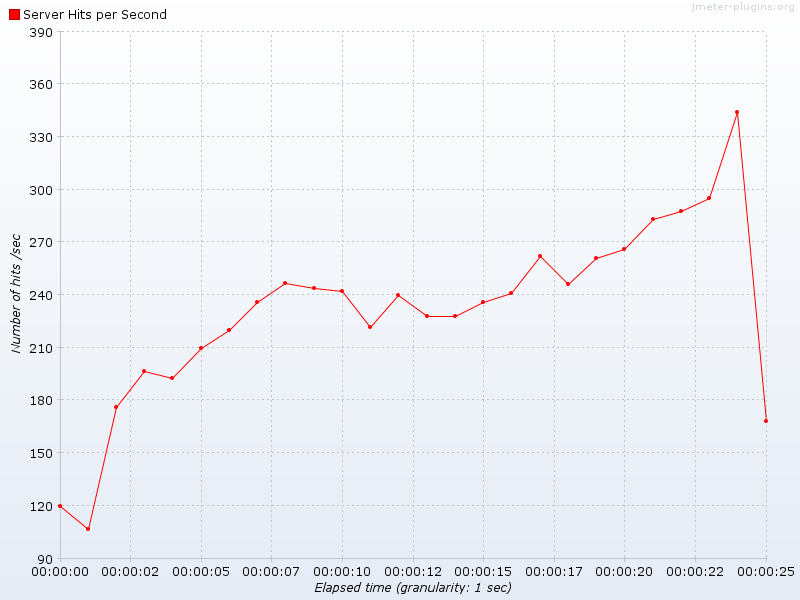 jmeter-plugins.org
Server Hits per Second
390
360
330
300
270
240
210
180
150
120
90
Number of hits /sec
00:00:00 00:00:02 00:00:05 00:00:07 00:00:10 00:00:12 00:00:15 00:00:17 00:00:20 00:00:22 00:00:25
Elapsed time (granularity: 1 sec)